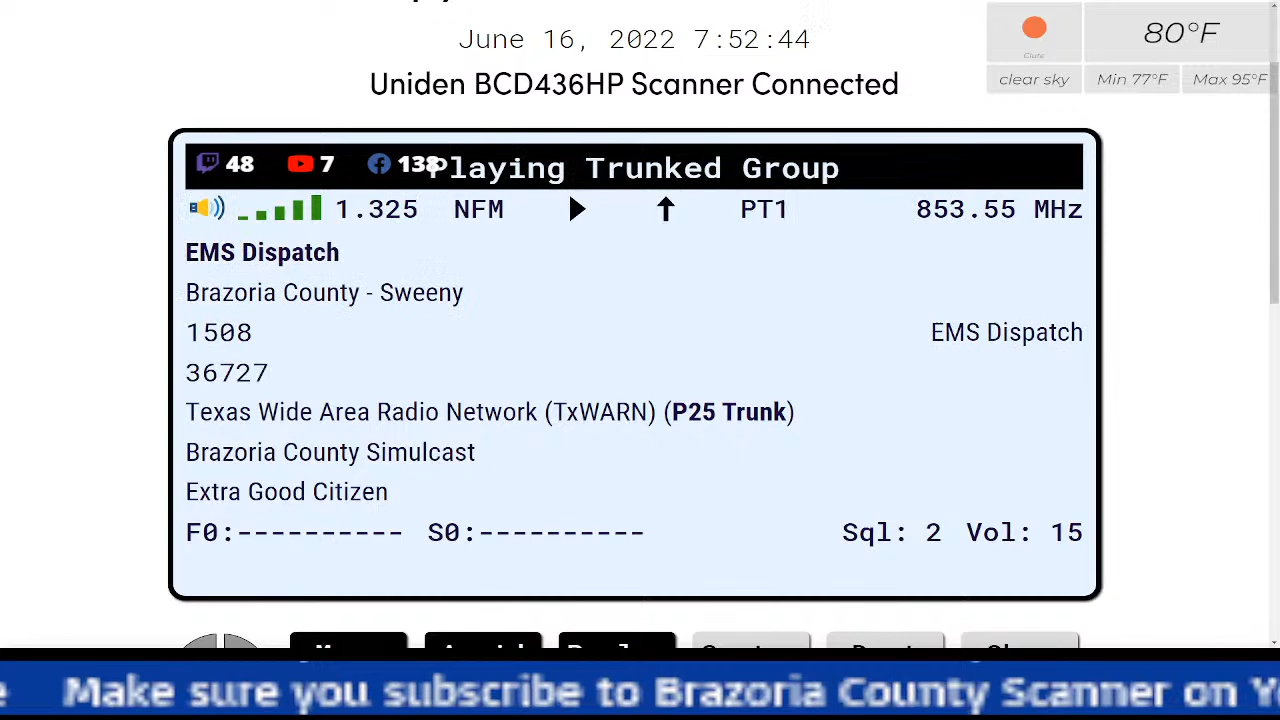 June 16, 2022 7:52:44
Uniden BCD436HP Scanner Connected
80°F
Clute
clear sky Min 77°F Max 95°F
48 7 138 Playing Trunked Group
1.325 NFM PT1 853.55 MHz
EMS Dispatch
Brazoria County - Sweeny
1508 EMS Dispatch
36727
Texas Wide Area Radio Network (TxWARN) (P25 Trunk)
Brazoria County Simulcast
Extra Good Citizen
F0:---------- S0:---------- Sql: 2 Vol: 15
Make sure you subscribe to Brazoria County Scanner on